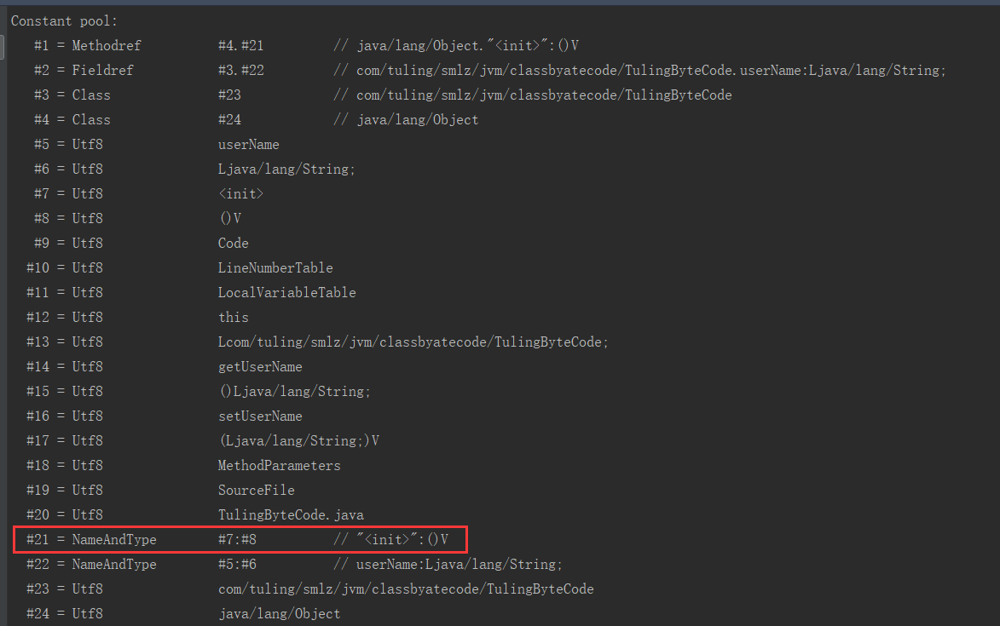 Constant pool:
#1 = Methodref #4.#21 // java/lang/Object."<init>":()V
#2 = Fieldref #3.#22 // com/tuling/smlz/jvm/classbyatecode/TulingByteCode.userName:Ljava/lang/String;
#3 = Class #23 // com/tuling/smlz/jvm/classbyatecode/TulingByteCode
#4 = Class #24 // java/lang/Object
#5 = Utf8 userName
#6 = Utf8 Ljava/lang/String;
#7 = Utf8 <init>
#8 = Utf8 ()V
#9 = Utf8 Code
#10 = Utf8 LineNumberTable
#11 = Utf8 LocalVariableTable
#12 = Utf8 this
#13 = Utf8 Lcom/tuling/smlz/jvm/classbyatecode/TulingByteCode;
#14 = Utf8 getUserName
#15 = Utf8 ()Ljava/lang/String;
#16 = Utf8 setUserName
#17 = Utf8 (Ljava/lang/String;)V
#18 = Utf8 MethodParameters
#19 = Utf8 SourceFile
#20 = Utf8 TulingByteCode.java
#21 = NameAndType #7:#8 // "<init>":()V
#22 = NameAndType #5:#6 // userName:Ljava/lang/String;
#23 = Utf8 com/tuling/smlz/jvm/classbyatecode/TulingByteCode
#24 = Utf8 java/lang/Object